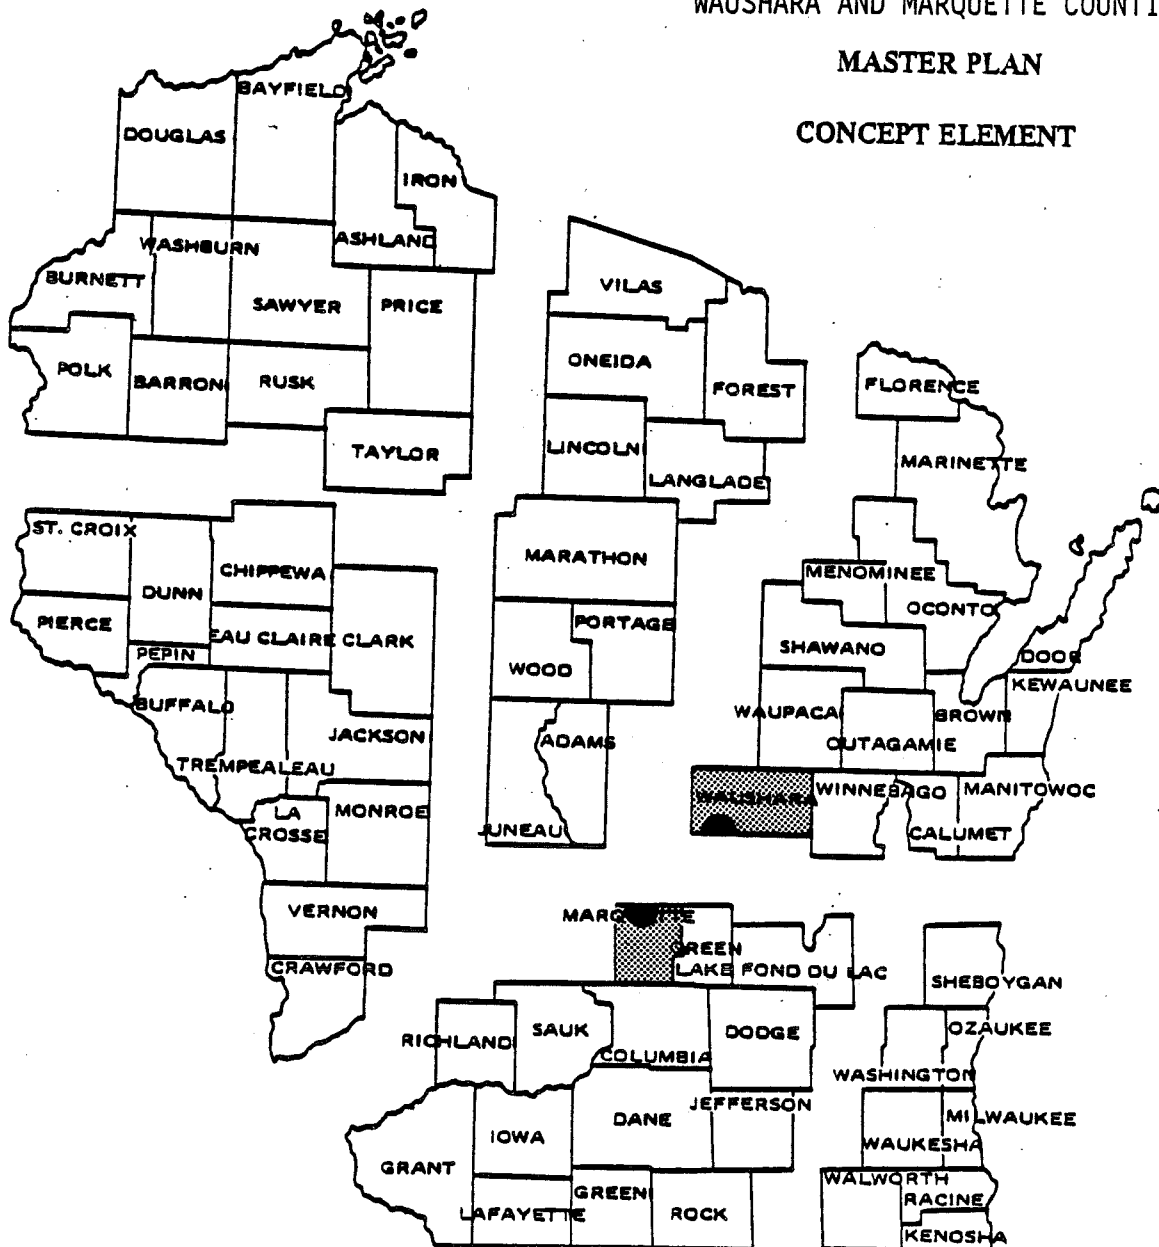 WAUSHARA AND MARQUETTE COUNTI
MASTER PLAN
CONCEPT ELEMENT
BAYFIELD
DOUGLAS
IRON
ASHLAND
WASHBURN
BURNETT
SAWYER
PRICE
VILAS
POLK
BARRON
RUSK
ONEIDA
FOREST
FLORENCE
TAYLOR
LINCOLN
LANGLADE
MARINETTE
ST. CROIX
CHIPPEWA
DUNN
MARATHON
MENOMINEE
OCONTO
PIERCE
EAU CLAIRE
CLARK
PORTAGE
WOOD
SHAWANO
DOOR
KEWAUNEE
PEPIN
BUFFALO
JACKSON
ADAMS
WAUPACA
BROWN
OUTAGAMIE
TREMPEALEAU
LA
CROSSE
MONROE
JUNEAU
WAUSHARA
WINNEBAGO
MANITOWOC
CALUMET
VERNON
MARQUETTE
GREEN
LAKE
FOND DU LAC
CRAWFORD
SHEBOYGAN
RICHLAND
SAUK
COLUMBIA
DODGE
OZAUKEE
WASHINGTON
JEFFERSON
DANE
IOWA
MILWAUKEE
WAUKESHA
GRANT
LAFAYETTE
GREEN
ROCK
WALWORTH
RACINE
KENOSHA